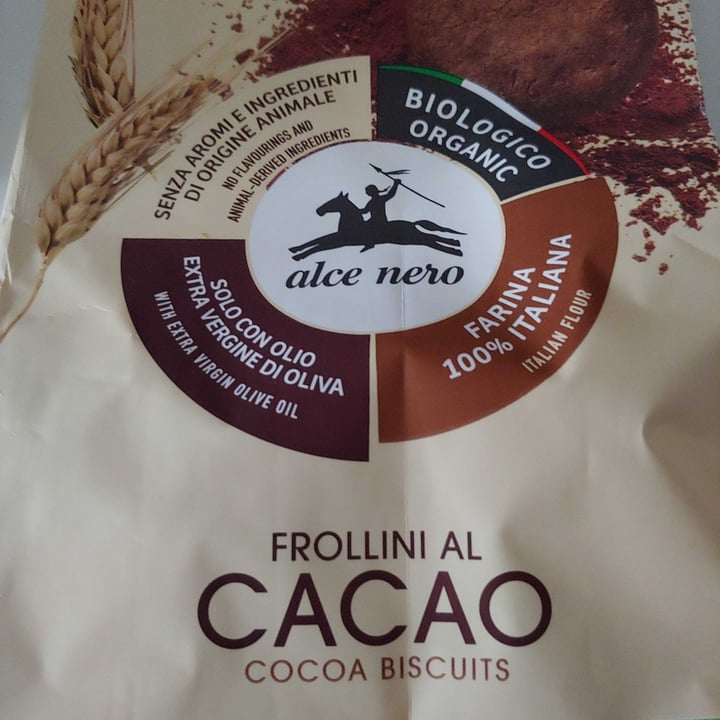 SENZA AROMI E INGREDIENTI
DI ORIGINE ANIMALE
NO FLAVOURINGS AND
ANIMAL-DERIVED INGREDIENTS
BIOLOGICO
ORGANIC
alce nero
SOLO CON OLIO
EXTRA VERGINE DI OLIVA
WITH EXTRA VIRGIN OLIVE OIL
FARINA
100% ITALIANA
ITALIAN FLOUR
FROLLINI AL
CACAO
COCOA BISCUITS